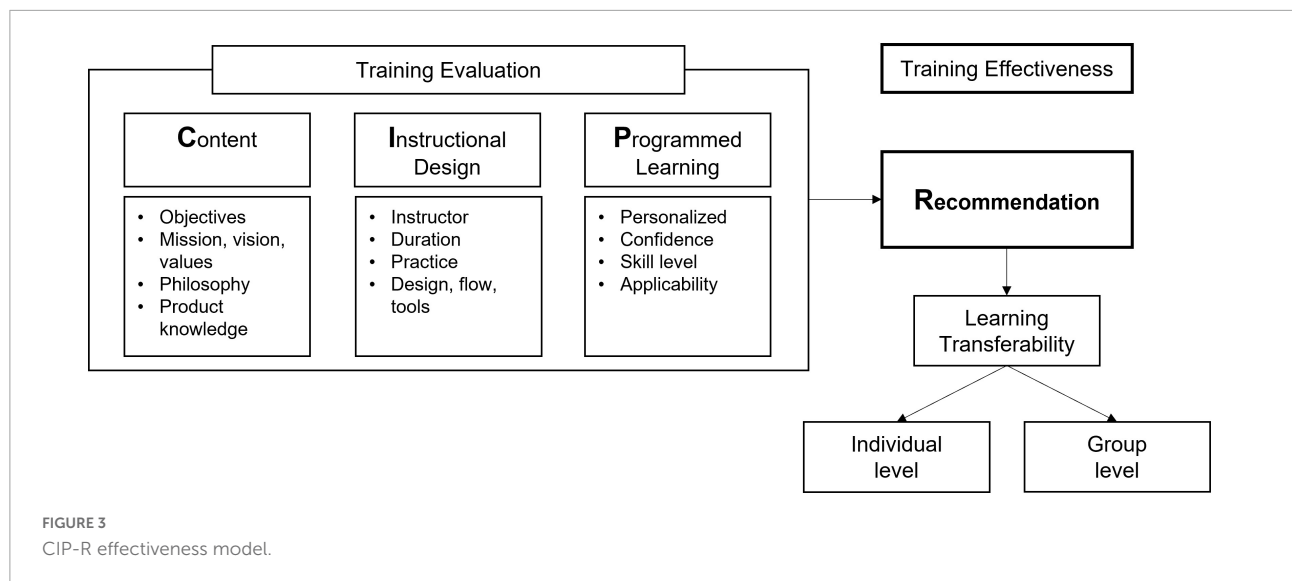 Training Evaluation
Training Effectiveness
Content
• Objectives
• Mission, vision,
values
• Philosophy
• Product
knowledge
Instructional
Design
• Instructor
• Duration
• Practice
• Design, flow,
tools
Programmed
Learning
• Personalized
• Confidence
• Skill level
• Applicability
Recommendation
Learning
Transferability
Individual
level
Group
level
FIGURE 3
CIP-R effectiveness model.